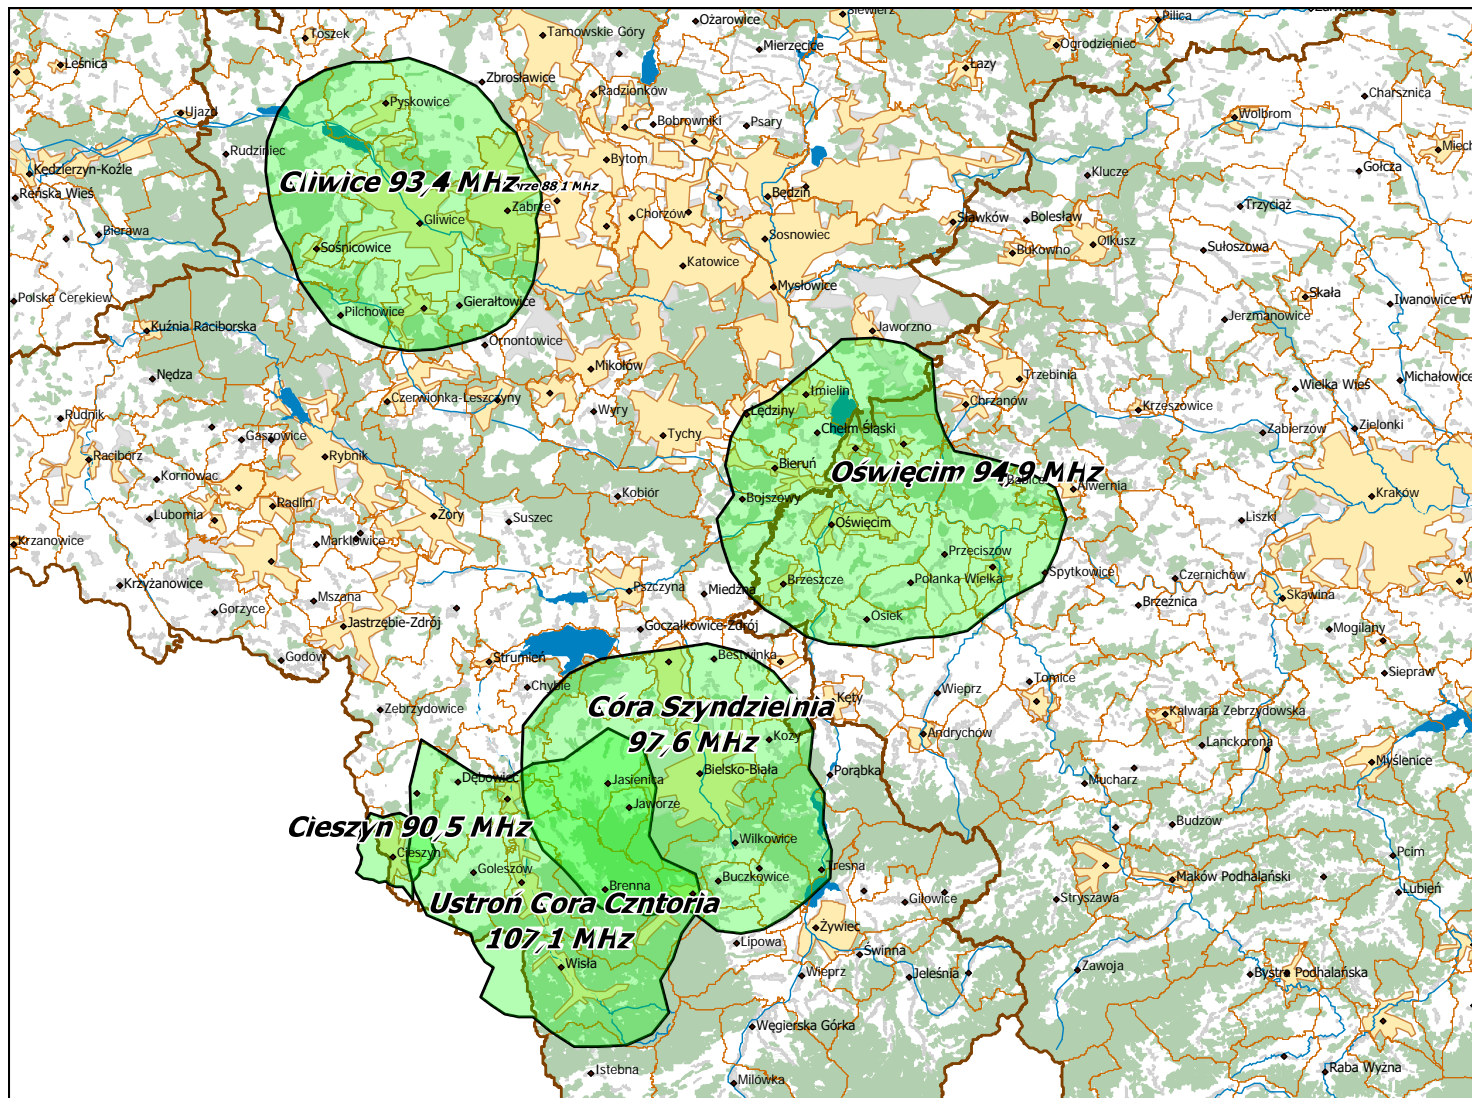 Toszek
Tarnowskie Góry
Ożarowice
Siewierz
Pilica
Mierzęcice
Ogrodzieniec
Leśnica
Zbrosławice
Łazy
Radzionków
Charsznica
Pyskowice
Ujazd
Bobrowniki
Psary
Wolbrom
Rudziniec
Bytom
Gołcza
Kędzierzyn-Koźle
Klucze
Gliwice 93,4 MHz
rze 88,1 MHz
Reńska Wieś
Będzin
Zabrze
Chorzów
Trzyciąż
Gliwice
Sławków
Bolesław
Bierawa
Sosnowiec
Sośnicowice
Bukowno
Olkusz
Sułoszowa
Katowice
Mysłowice
Skała
Polska Cerekiew
Gierałtowice
Iwanowice W
Pilchowice
Jerzmanowice
Kuźnia Raciborska
Ornontowice
Jaworzno
Mikołów
Nędza
Trzebinia
Michałowice
Wielka Wieś
Imielin
Czerwionka-Leszczyny
Chrzanów
Rudnik
Wyry
Lędziny
Krzeszowice
Gaszowice
Tychy
Chełm Śląski
Zabierzów
Zielonki
Racibórz
Rybnik
Bieruń
Oświęcim 94,9 MHz
Kornowac
Babice
Alwernia
Radlin
Kobiór
Bojszowy
Kraków
Lubomia
Żory
Suszec
Oświęcim
Liszki
Krzanowice
Marklowice
Przeciszów
Krzyżanowice
Brzeszcze
Polanka Wielka
Spytkowice
Czernichów
Pszczyna
Miedźna
Mszana
Skawina
Gorzyce
Brzeźnica
Jastrzębie-Zdrój
Goczałkowice-Zdrój
Osiek
Mogilany
Godów
Strumień
Bestwinka
Siepraw
Chybie
Tomice
Wieprz
Kęty
Zebrzydowice
Góra Szyndzielnia
97,6 MHz
Kalwaria Zebrzydowska
Andrychów
Kozy
Lanckorona
Myślenice
Dębowiec
Jasienica
Bielsko-Biała
Porąbka
Mucharz
Jaworze
Cieszyn 90,5 MHz
Budzów
Wilkowice
Cieszyn
Pcim
Goleszów
Tresna
Brenna
Buczkowice
Maków Podhalański
Lubień
Ustroń Góra Czntoria
107,1 MHz
Gilowice
Stryszawa
Żywiec
Lipowa
Świnna
Wisła
Wieprz
Jeleśnia
Zawoja
Bystra Podhalańska
Węgierska Górka
Istebna
Milówka
Raba Wyżna